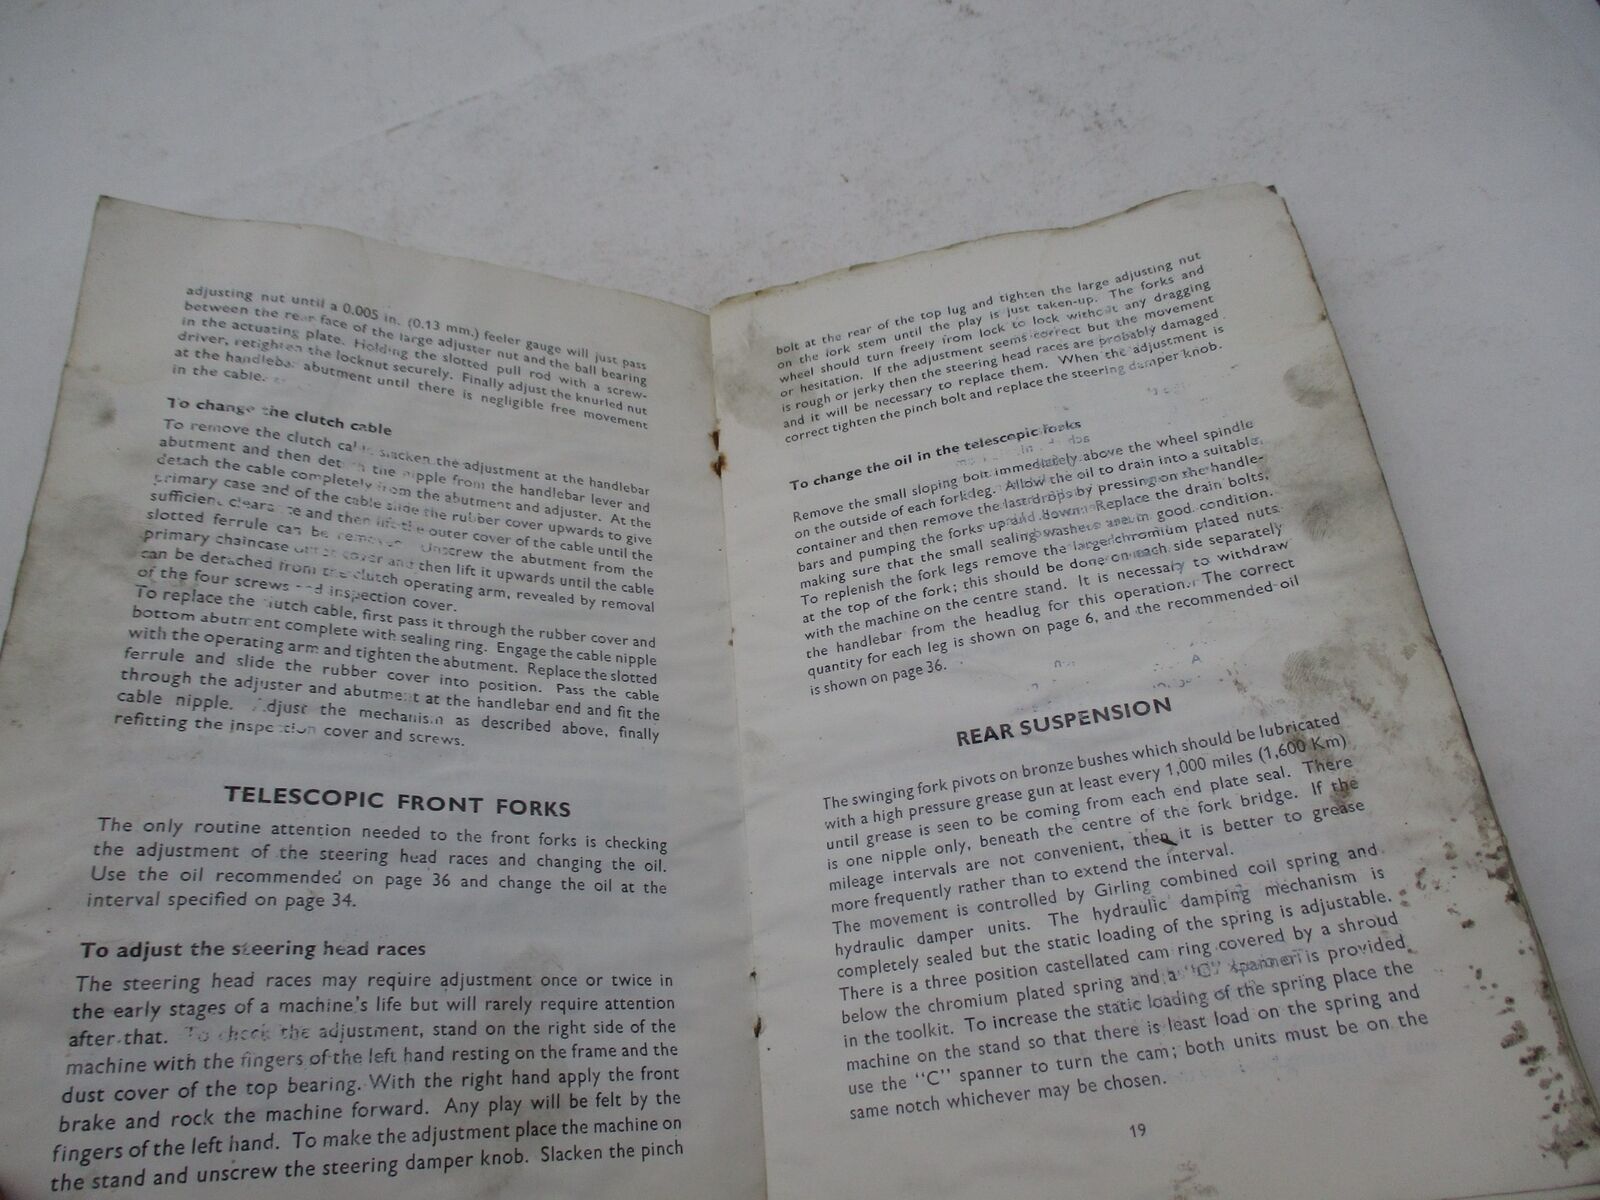 adjusting nut until a 0.005 in. (0.13 mm.) feeler gauge will just pass
between the rear face of the large adjuster nut and the ball bearing
in the actuating plate. Holding the slotted pull rod with a screw-
driver, retighten the locknut securely. Finally adjust the knurled nut
at the handlebar abutment until there is negligible free movement
in the cable.
To change the clutch cable
To remove the clutch cable slacken the adjustment at the handlebar
abutment and then detach the nipple from the handlebar lever and
detach the cable completely from the abutment and adjuster. At the
primary case end of the cable slide the rubber cover upwards to give
sufficient clearance and then lift the outer cover of the cable until the
slotted ferrule can be removed. Unscrew the abutment from the
primary chaincase outer cover and then lift it upwards until the cable
can be detached from the clutch operating arm, revealed by removal
of the four screws and inspection cover.
To replace the clutch cable, first pass it through the rubber cover and
bottom abutment complete with sealing ring. Engage the cable nipple
with the operating arm and tighten the abutment. Replace the slotted
ferrule and slide the rubber cover into position. Pass the cable
through the adjuster and abutment at the handlebar end and fit the
cable nipple. Adjust the mechanism as described above, finally
refitting the inspection cover and screws.
TELESCOPIC FRONT FORKS
The only routine attention needed to the front forks is checking
the adjustment of the steering head races and changing the oil.
Use the oil recommended on page 36 and change the oil at the
interval specified on page 34.
To adjust the steering head races
The steering head races may require adjustment once or twice in
the early stages of a machine's life but will rarely require attention
after that. To check the adjustment, stand on the right side of the
machine with the fingers of the left hand resting on the frame and the
dust cover of the top bearing. With the right hand apply the front
brake and rock the machine forward. Any play will be felt by the
fingers of the left hand. To make the adjustment place the machine on
the stand and unscrew the steering damper knob. Slacken the pinch
bolt at the rear of the top lug and tighten the large adjusting nut
on the fork stem until the play is just taken-up. The forks and
wheel should turn freely from lock to lock without any dragging
or hesitation. If the adjustment seems correct but the movement
is rough or jerky then the steering head races are probably damaged
and it will be necessary to replace them. When the adjustment is
correct tighten the pinch bolt and replace the steering damper knob.
To change the oil in the telescopic forks
Remove the small sloping bolt immediately above the wheel spindle
on the outside of each fork leg. Allow the oil to drain into a suitable
container and then remove the last drops by pressing on the handle-
bars and pumping the forks up and down. Replace the drain bolts,
making sure that the small sealing washers are in good condition.
To replenish the fork legs remove the large chromium plated nuts
at the top of the fork; this should be done on each side separately
with the machine on the centre stand. It is necessary to withdraw
the handlebar from the headlug for this operation. The correct
quantity for each leg is shown on page 6, and the recommended oil
is shown on page 36.
REAR SUSPENSION
The swinging fork pivots on bronze bushes which should be lubricated
with a high pressure grease gun at least every 1,000 miles (1,600 Km)
until grease is seen to be coming from each end plate seal. There
is one nipple only, beneath the centre of the fork bridge. If the
mileage intervals are not convenient, then it is better to grease
more frequently rather than to extend the interval.
The movement is controlled by Girling combined coil spring and
hydraulic damper units. The hydraulic damping mechanism is
completely sealed but the static loading of the spring is adjustable.
There is a three position castellated cam ring covered by a shroud
below the chromium plated spring and a "C" spanner is provided
in the toolkit. To increase the static loading of the spring place the
machine on the stand so that there is least load on the spring and
use the "C" spanner to turn the cam; both units must be on the
same notch whichever may be chosen.
19